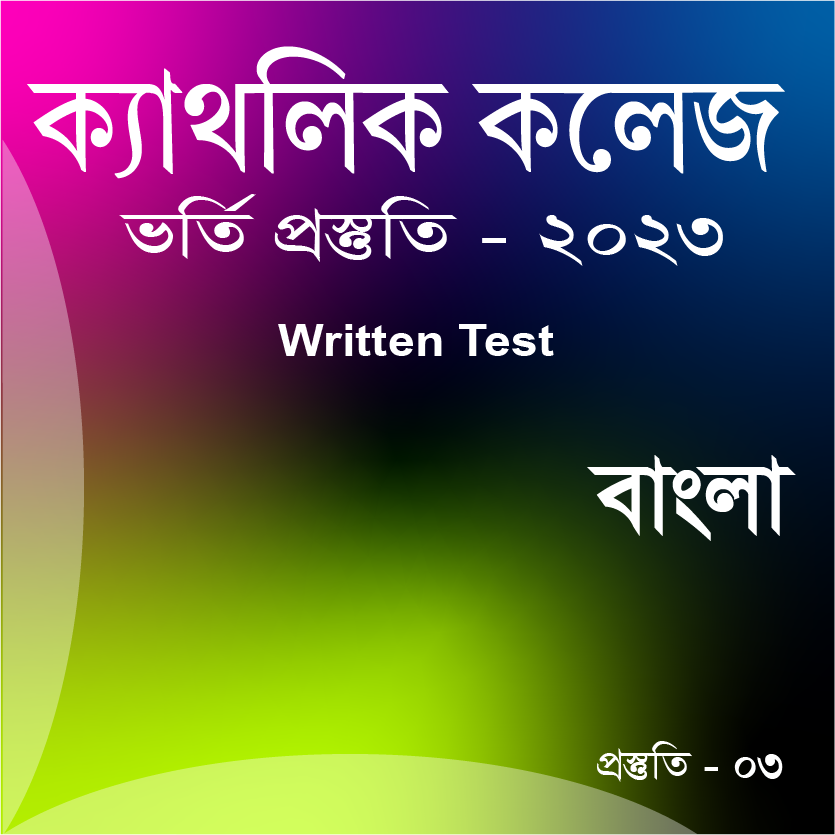 ক্যাথলিক কলেজ
ভর্তি প্রস্তুতি - ২০২৩
Written Test
বাংলা
প্রস্তুতি - ০৩